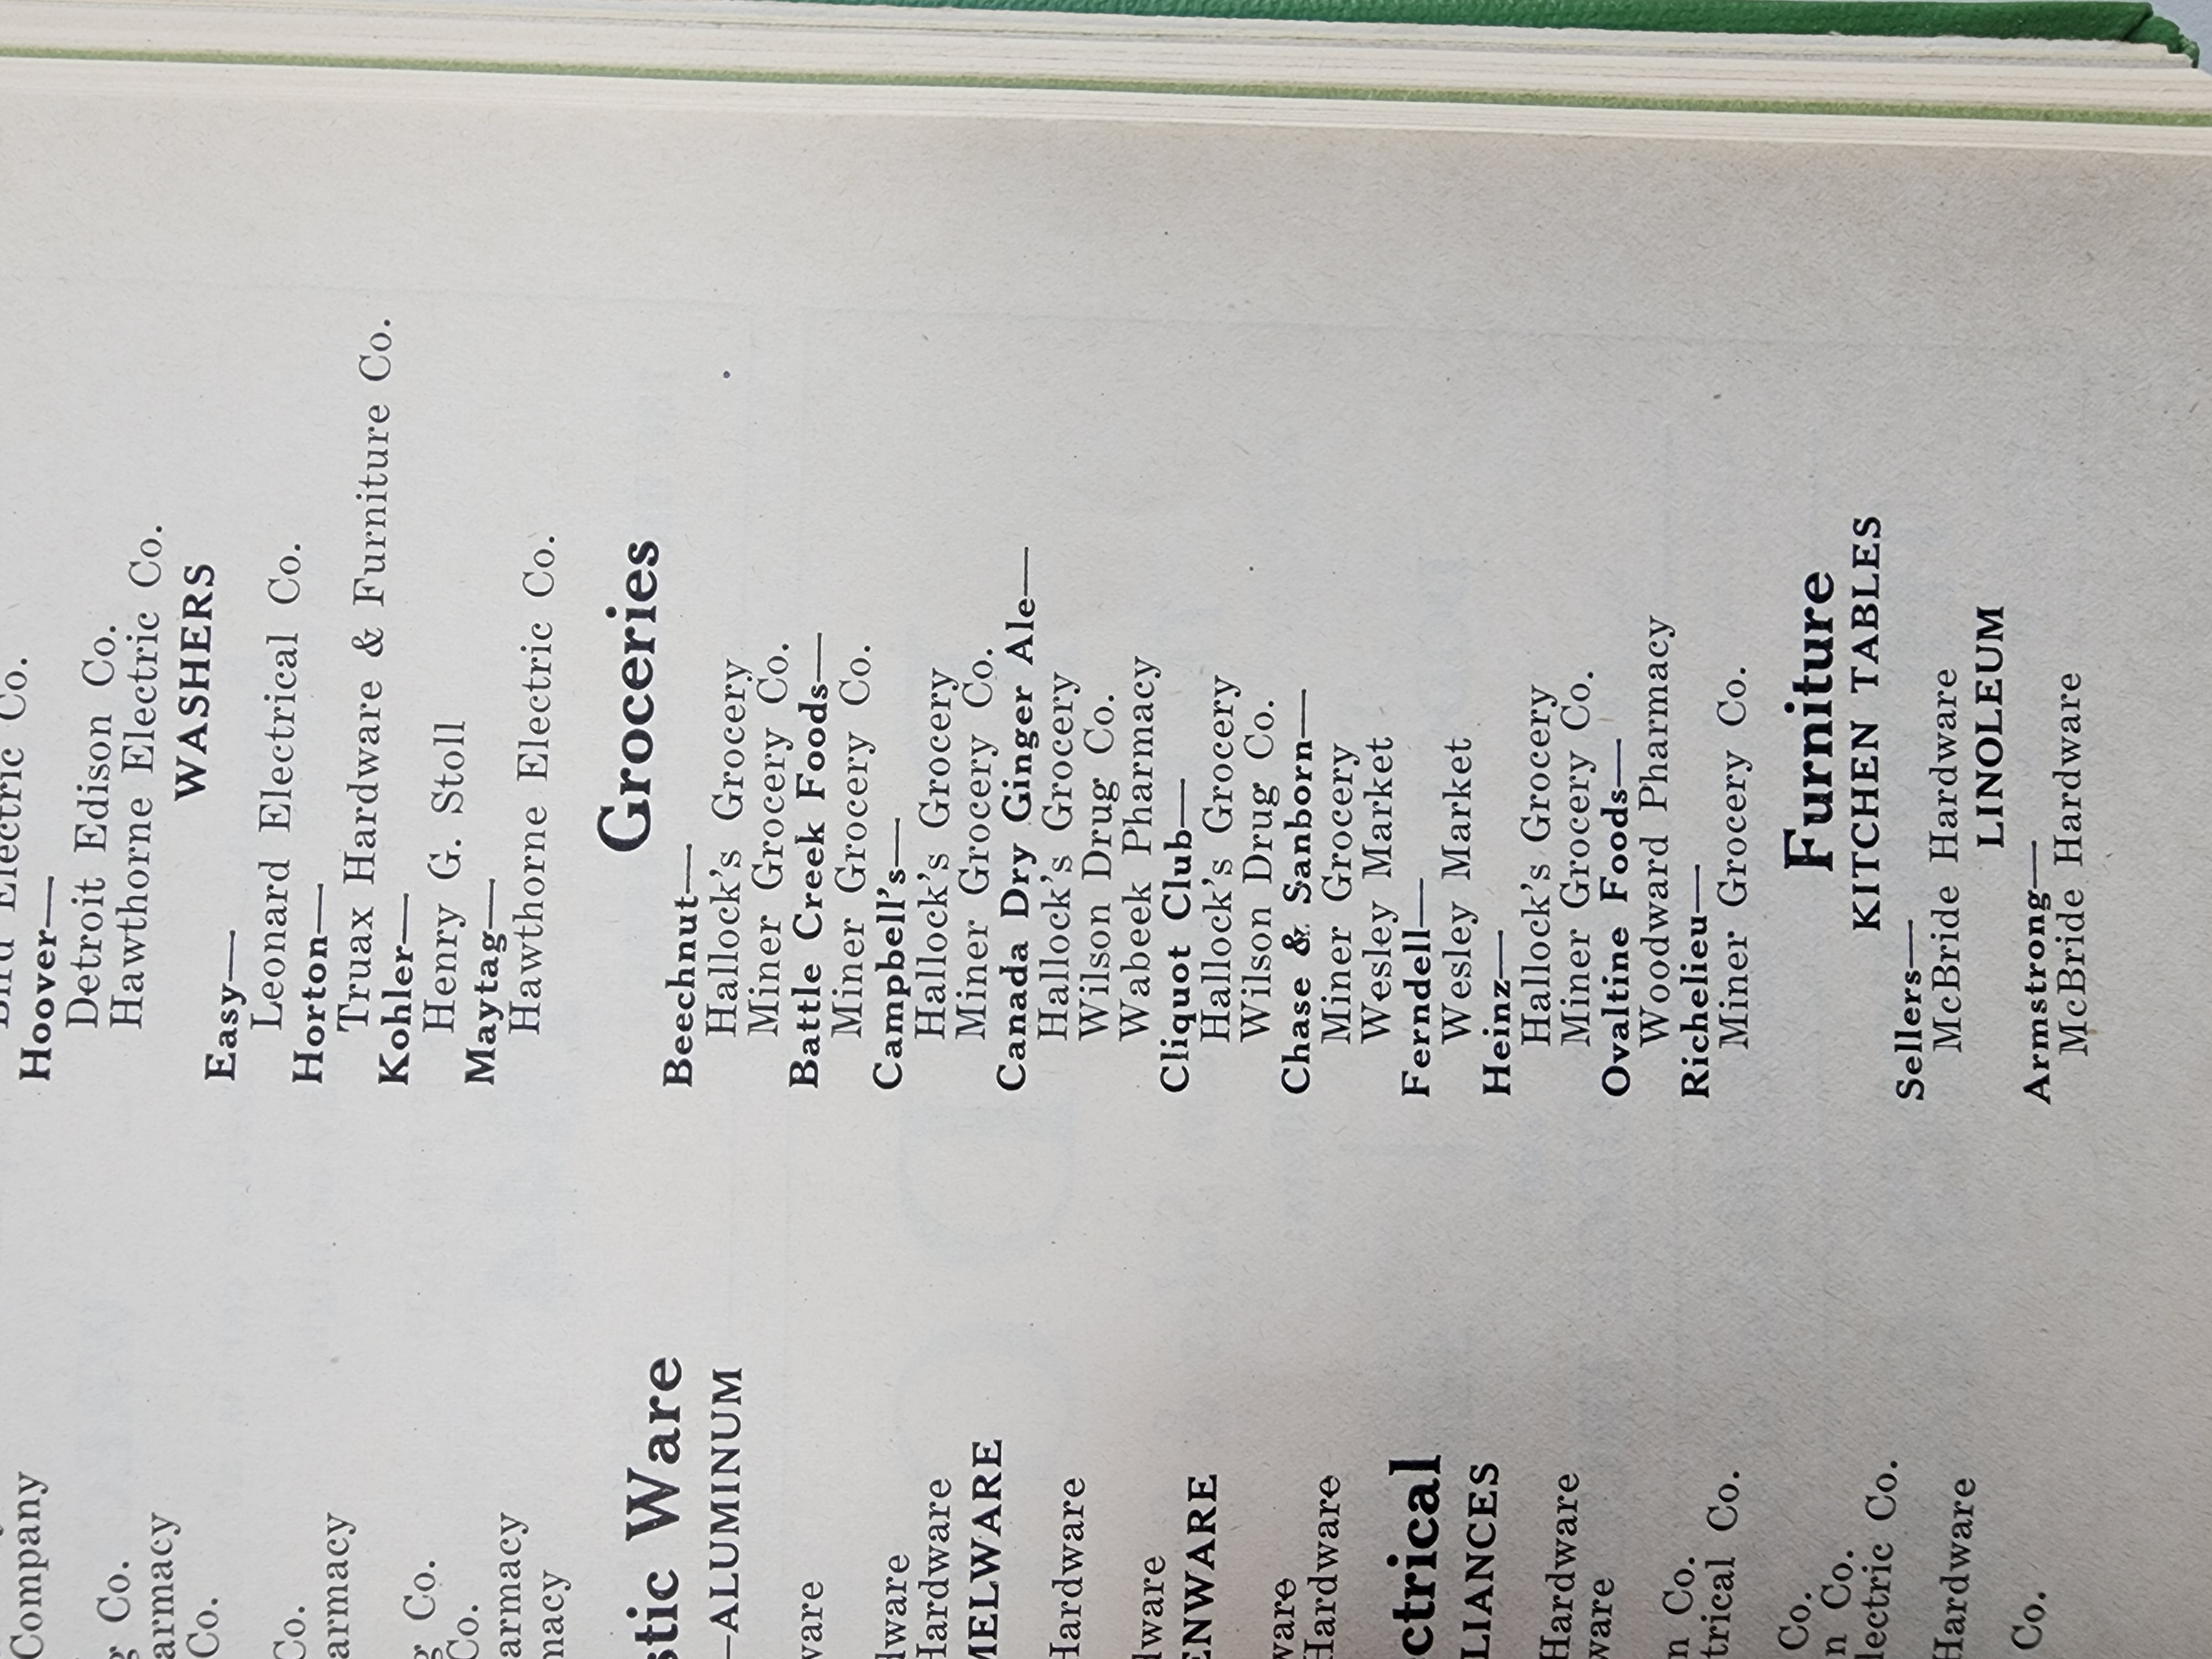 Company
Co.
armacy
Co.
Co.
armacy
Co.
Co.
armacy
macy
stic Ware
—ALUMINUM
ware
dware
Hardware
MELWARE
Hardware
dware
ENWARE
ware
Hardware
ctrical
LIANCES
Hardware
ware
n Co.
trical Co.
Co.
n Co.
lectric Co.
Hardware
Co.
Electric Co.
Hoover—
Detroit Edison Co.
Hawthorne Electric Co.
WASHERS
Easy—
Leonard Electrical Co.
Horton—
Truax Hardware & Furniture Co.
Kohler—
Henry G. Stoll
Maytag—
Hawthorne Electric Co.
Groceries
Beechnut—
Hallock's Grocery
Miner Grocery Co.
Battle Creek Foods—
Miner Grocery Co.
Campbell's—
Hallock's Grocery
Miner Grocery Co.
Canada Dry Ginger Ale—
Hallock's Grocery
Wilson Drug Co.
Wabeek Pharmacy
Cliquot Club—
Hallock's Grocery
Wilson Drug Co.
Chase & Sanborn—
Miner Grocery
Wesley Market
Ferndell—
Wesley Market
Heinz—
Hallock's Grocery
Miner Grocery Co.
Ovaltine Foods—
Woodward Pharmacy
Richelieu—
Miner Grocery Co.
Furniture
KITCHEN TABLES
Sellers—
McBride Hardware
LINOLEUM
Armstrong—
McBride Hardware